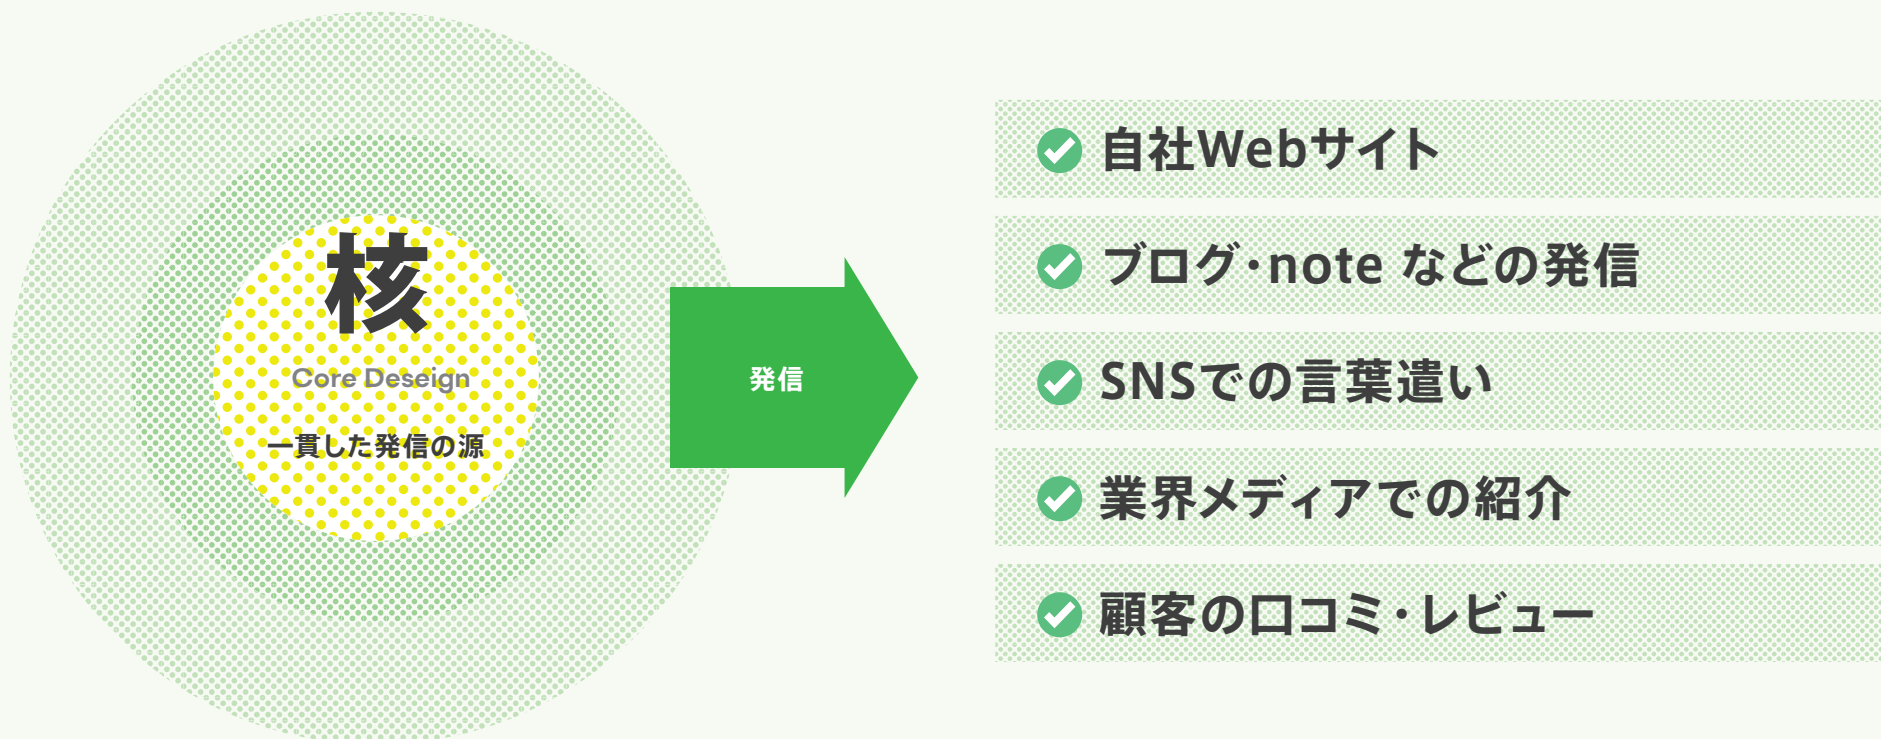 核
Core Deseign
一貫した発信の源
発信
自社Webサイト
ブログ・note などの発信
SNSでの言葉遣い
業界メディアでの紹介
顧客の口コミ・レビュー